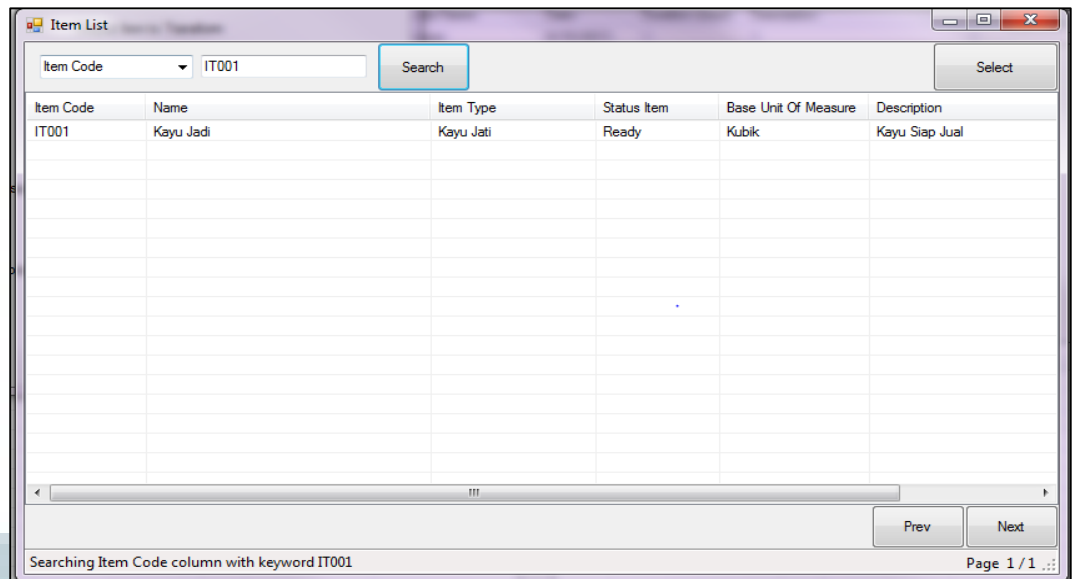 Item List
Item Code IT001 Search Select
Item Code Name Item Type Status Item Base Unit Of Measure Description
IT001 Kayu Jadi Kayu Jati Ready Kubik Kayu Siap Jual
Prev Next
Searching Item Code column with keyword IT001 Page 1 / 1